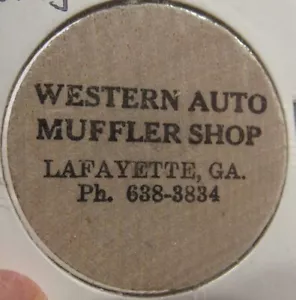 WESTERN AUTO
MUFFLER SHOP
LAFAYETTE, GA.
Ph. 638-3834